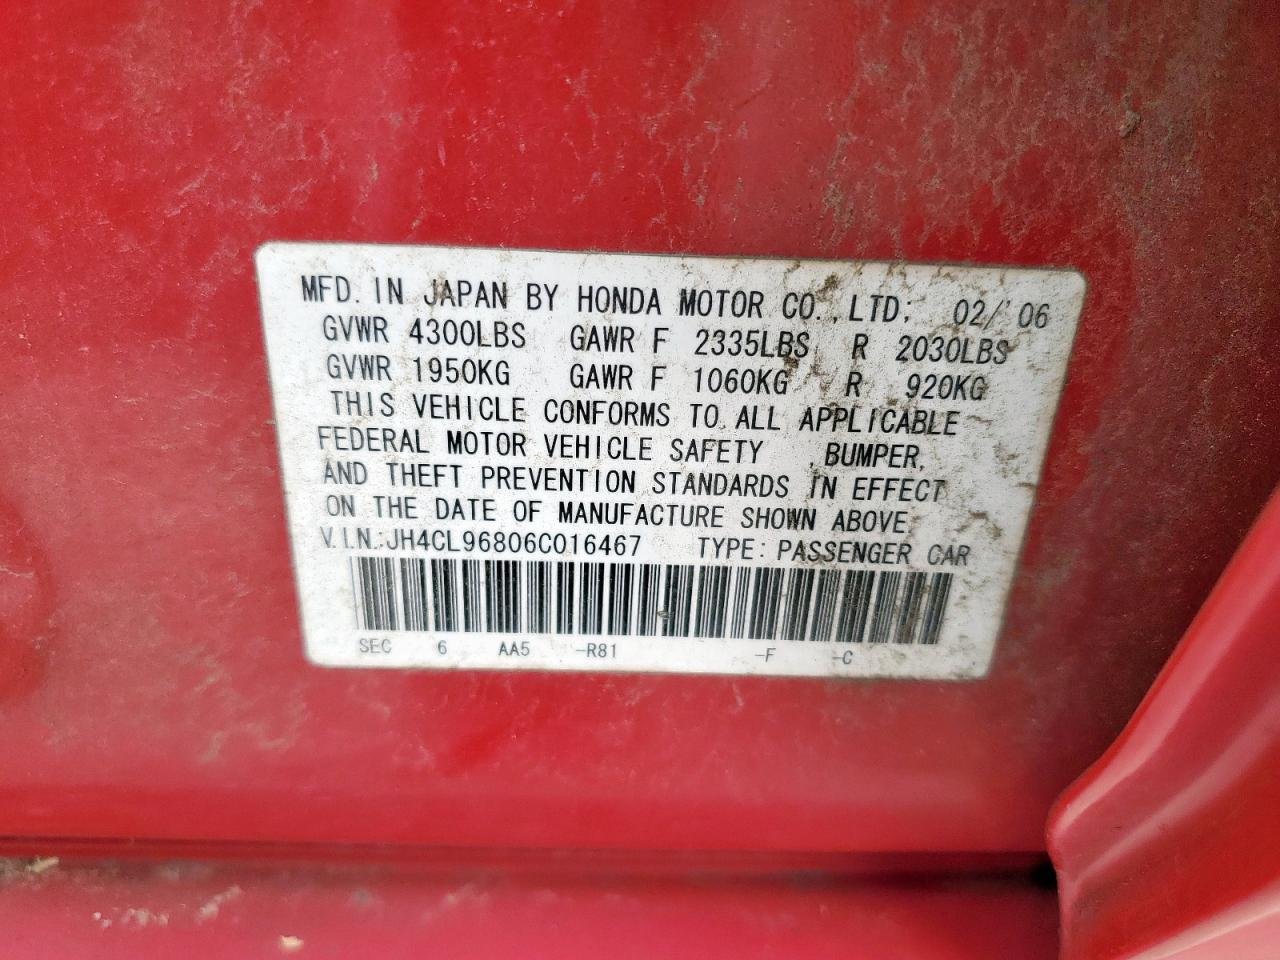 MFD. IN JAPAN BY HONDA MOTOR CO., LTD; 02/'06
GVWR 4300LBS GAWR F 2335LBS R 2030LBS
GVWR 1950KG GAWR F 1060KG R 920KG
THIS VEHICLE CONFORMS TO ALL APPLICABLE
FEDERAL MOTOR VEHICLE SAFETY , BUMPER,
AND THEFT PREVENTION STANDARDS IN EFFECT
ON THE DATE OF MANUFACTURE SHOWN ABOVE.
V.I.N.:JH4CL96806C016467 TYPE: PASSENGER CAR
SEC 6 AA5 -R81 -F -C